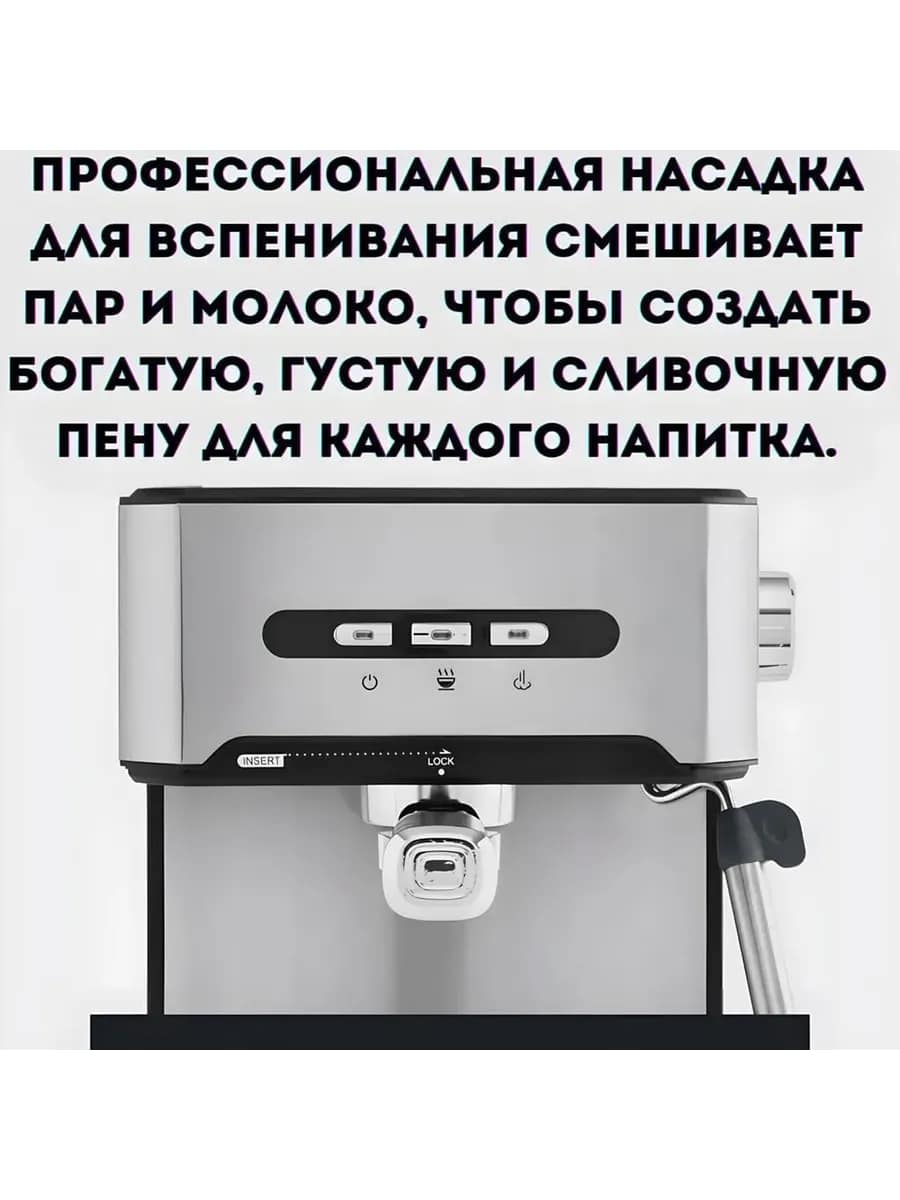 ПРОФЕССИОНАЛЬНАЯ НАСАДКА
ДЛЯ ВСПЕНИВАНИЯ СМЕШИВАЕТ
ПАР И МОЛОКО, ЧТОБЫ СОЗДАТЬ
БОГАТУЮ, ГУСТУЮ И СЛИВОЧНУЮ
ПЕНУ ДЛЯ КАЖДОГО НАПИТКА.
INSERT
LOCK